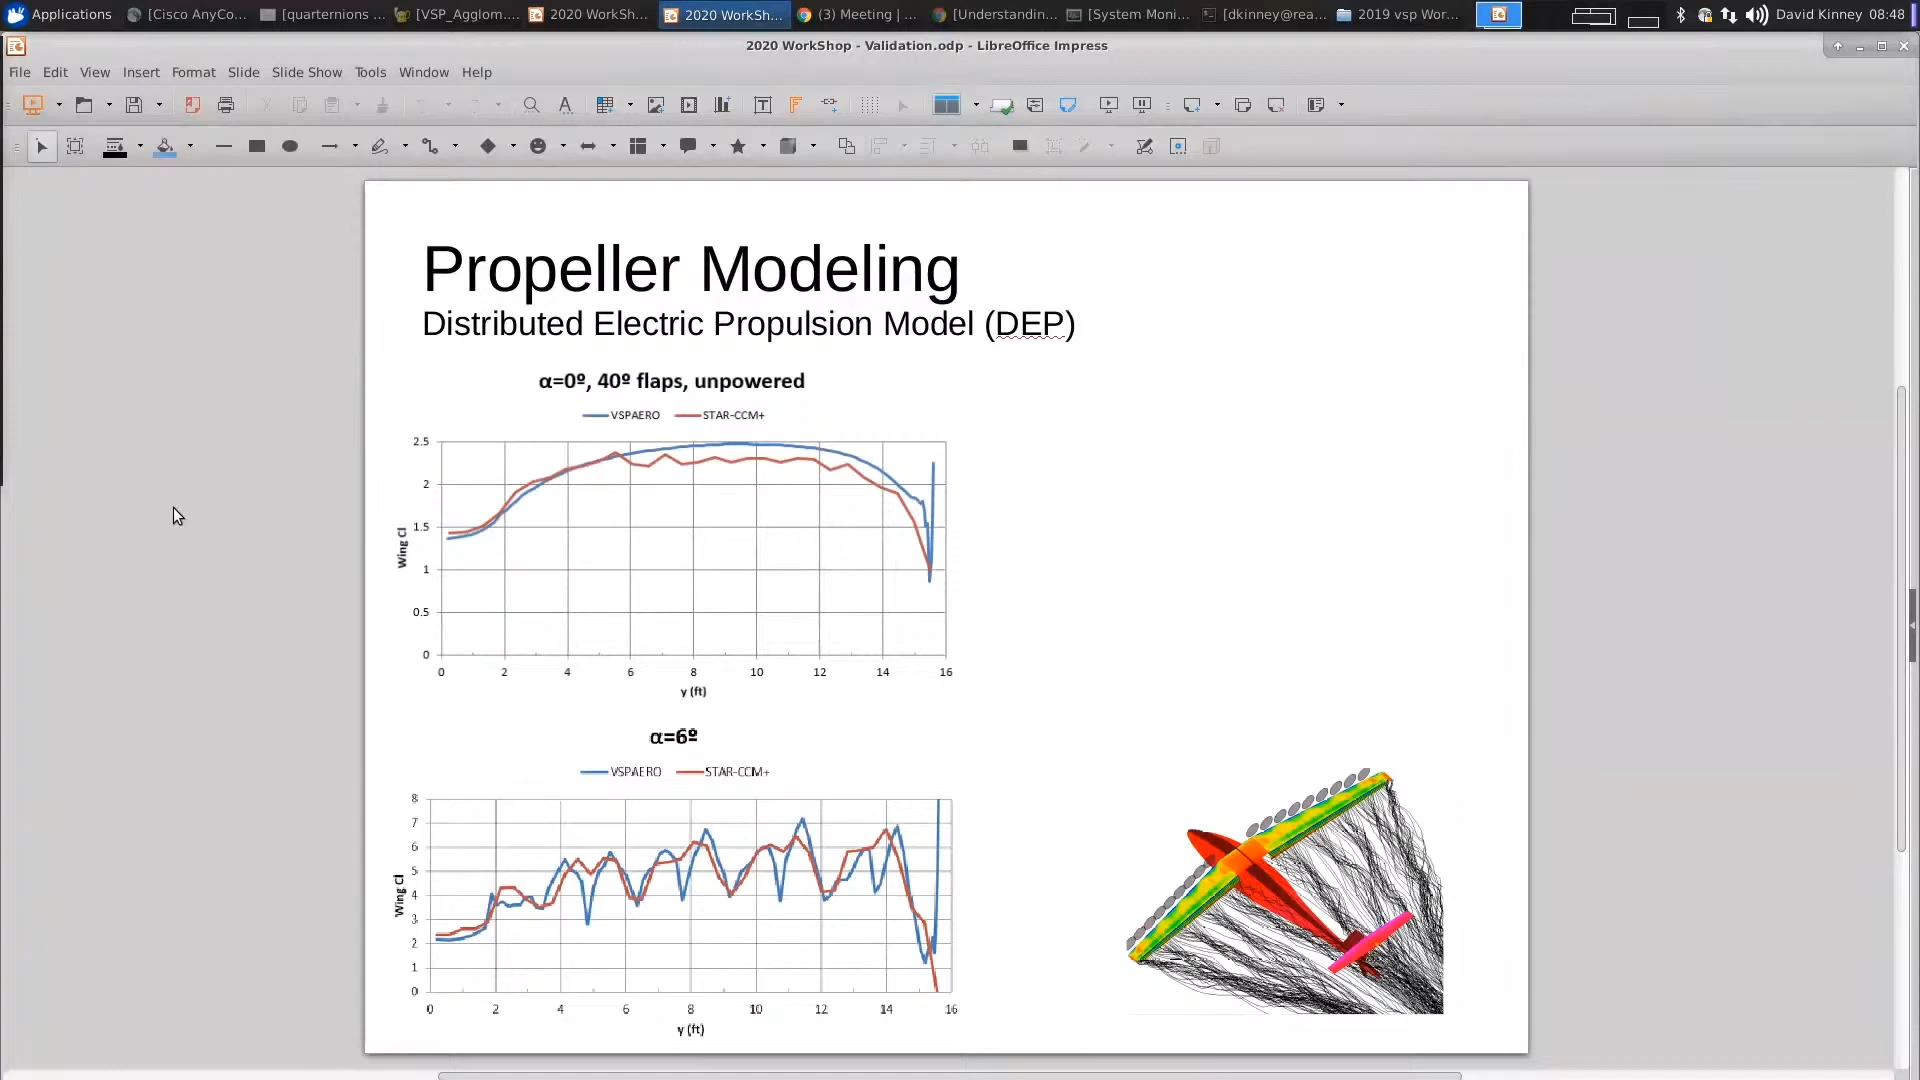 Applications [Cisco AnyCo... [quarternions ... [VSP_Agglom.... 2020 WorkSh... 2020 WorkSh... (3) Meeting | ... [Understandin... [System Moni... [dkinney@rea... 2019 vsp Wor... David Kinney 08:48
2020 WorkShop - Validation.odp - LibreOffice Impress
File Edit View Insert Format Slide Slide Show Tools Window Help
Propeller Modeling
Distributed Electric Propulsion Model (DEP)
α=0º, 40º flaps, unpowered
VSPAERO STAR-CCM+
2.5
2
1.5
1
0.5
0
Wing Cl
0 2 4 6 8 10 12 14 16
y (ft)
α=6º
VSPAERO STAR-CCM+
8
7
6
5
4
3
2
1
0
Wing Cl
0 2 4 6 8 10 12 14 16
y (ft)